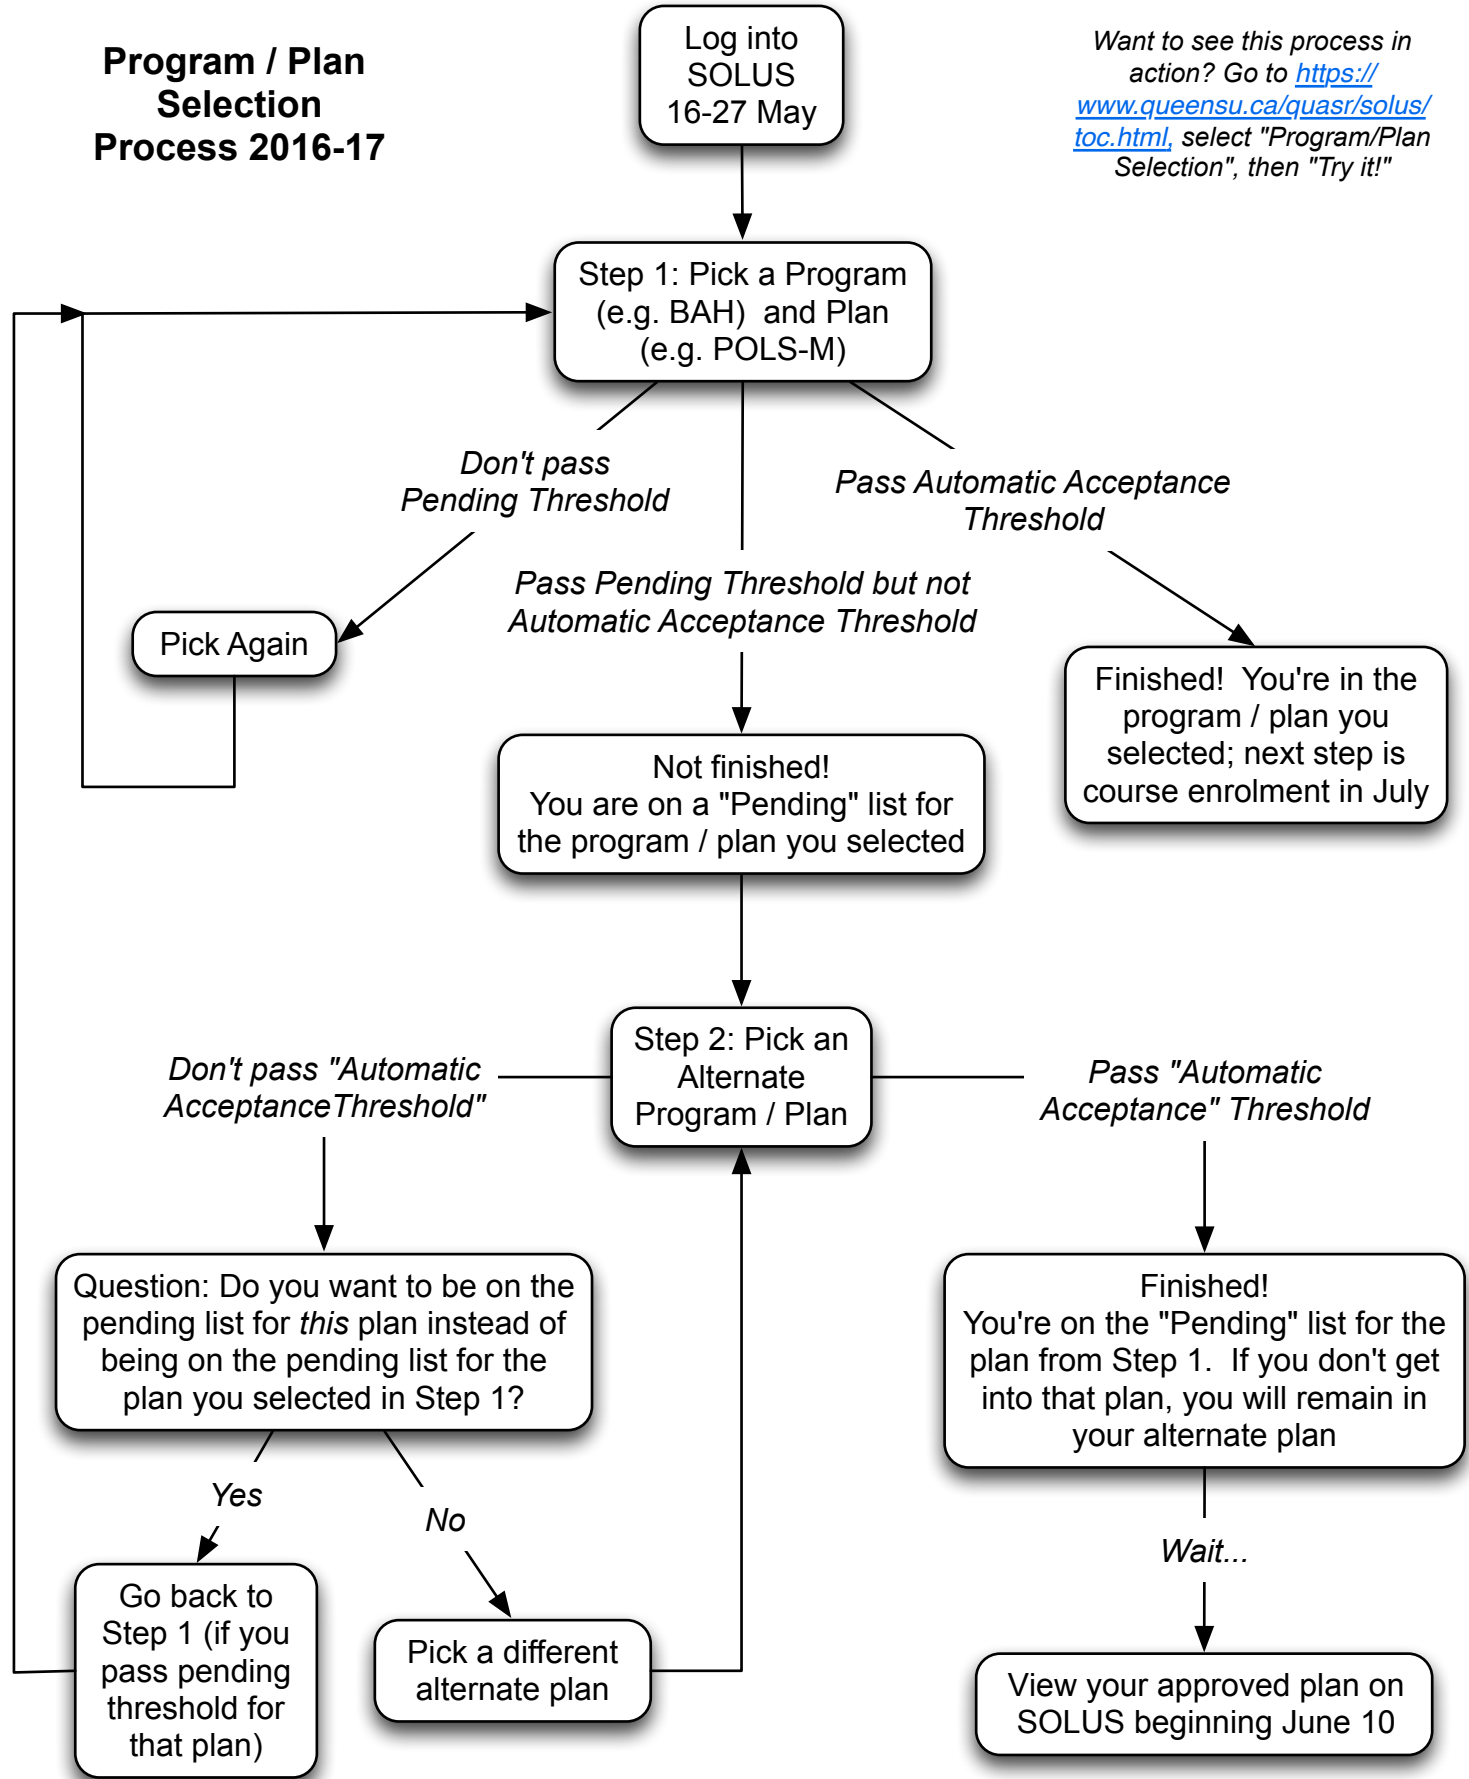 Program / Plan
Selection
Process 2016-17
Log into
SOLUS
16-27 May
Want to see this process in
action? Go to https://
www.queensu.ca/quasr/solus/
toc.html, select "Program/Plan
Selection", then "Try it!"
Step 1: Pick a Program
(e.g. BAH)  and Plan
(e.g. POLS-M)
Don't pass
Pending Threshold
Pass Automatic Acceptance
Threshold
Pass Pending Threshold but not
Automatic Acceptance Threshold
Pick Again
Finished!  You're in the
program / plan you
selected; next step is
course enrolment in July
Not finished!
You are on a "Pending" list for
the program / plan you selected
Step 2: Pick an
Alternate
Program / Plan
Don't pass "Automatic
AcceptanceThreshold"
Pass "Automatic
Acceptance" Threshold
Question: Do you want to be on the
pending list for this plan instead of
being on the pending list for the
plan you selected in Step 1?
Finished!
You're on the "Pending" list for the
plan from Step 1.  If you don't get
into that plan, you will remain in
your alternate plan
Yes
No
Wait...
Go back to
Step 1 (if you
pass pending
threshold for
that plan)
Pick a different
alternate plan
View your approved plan on
SOLUS beginning June 10